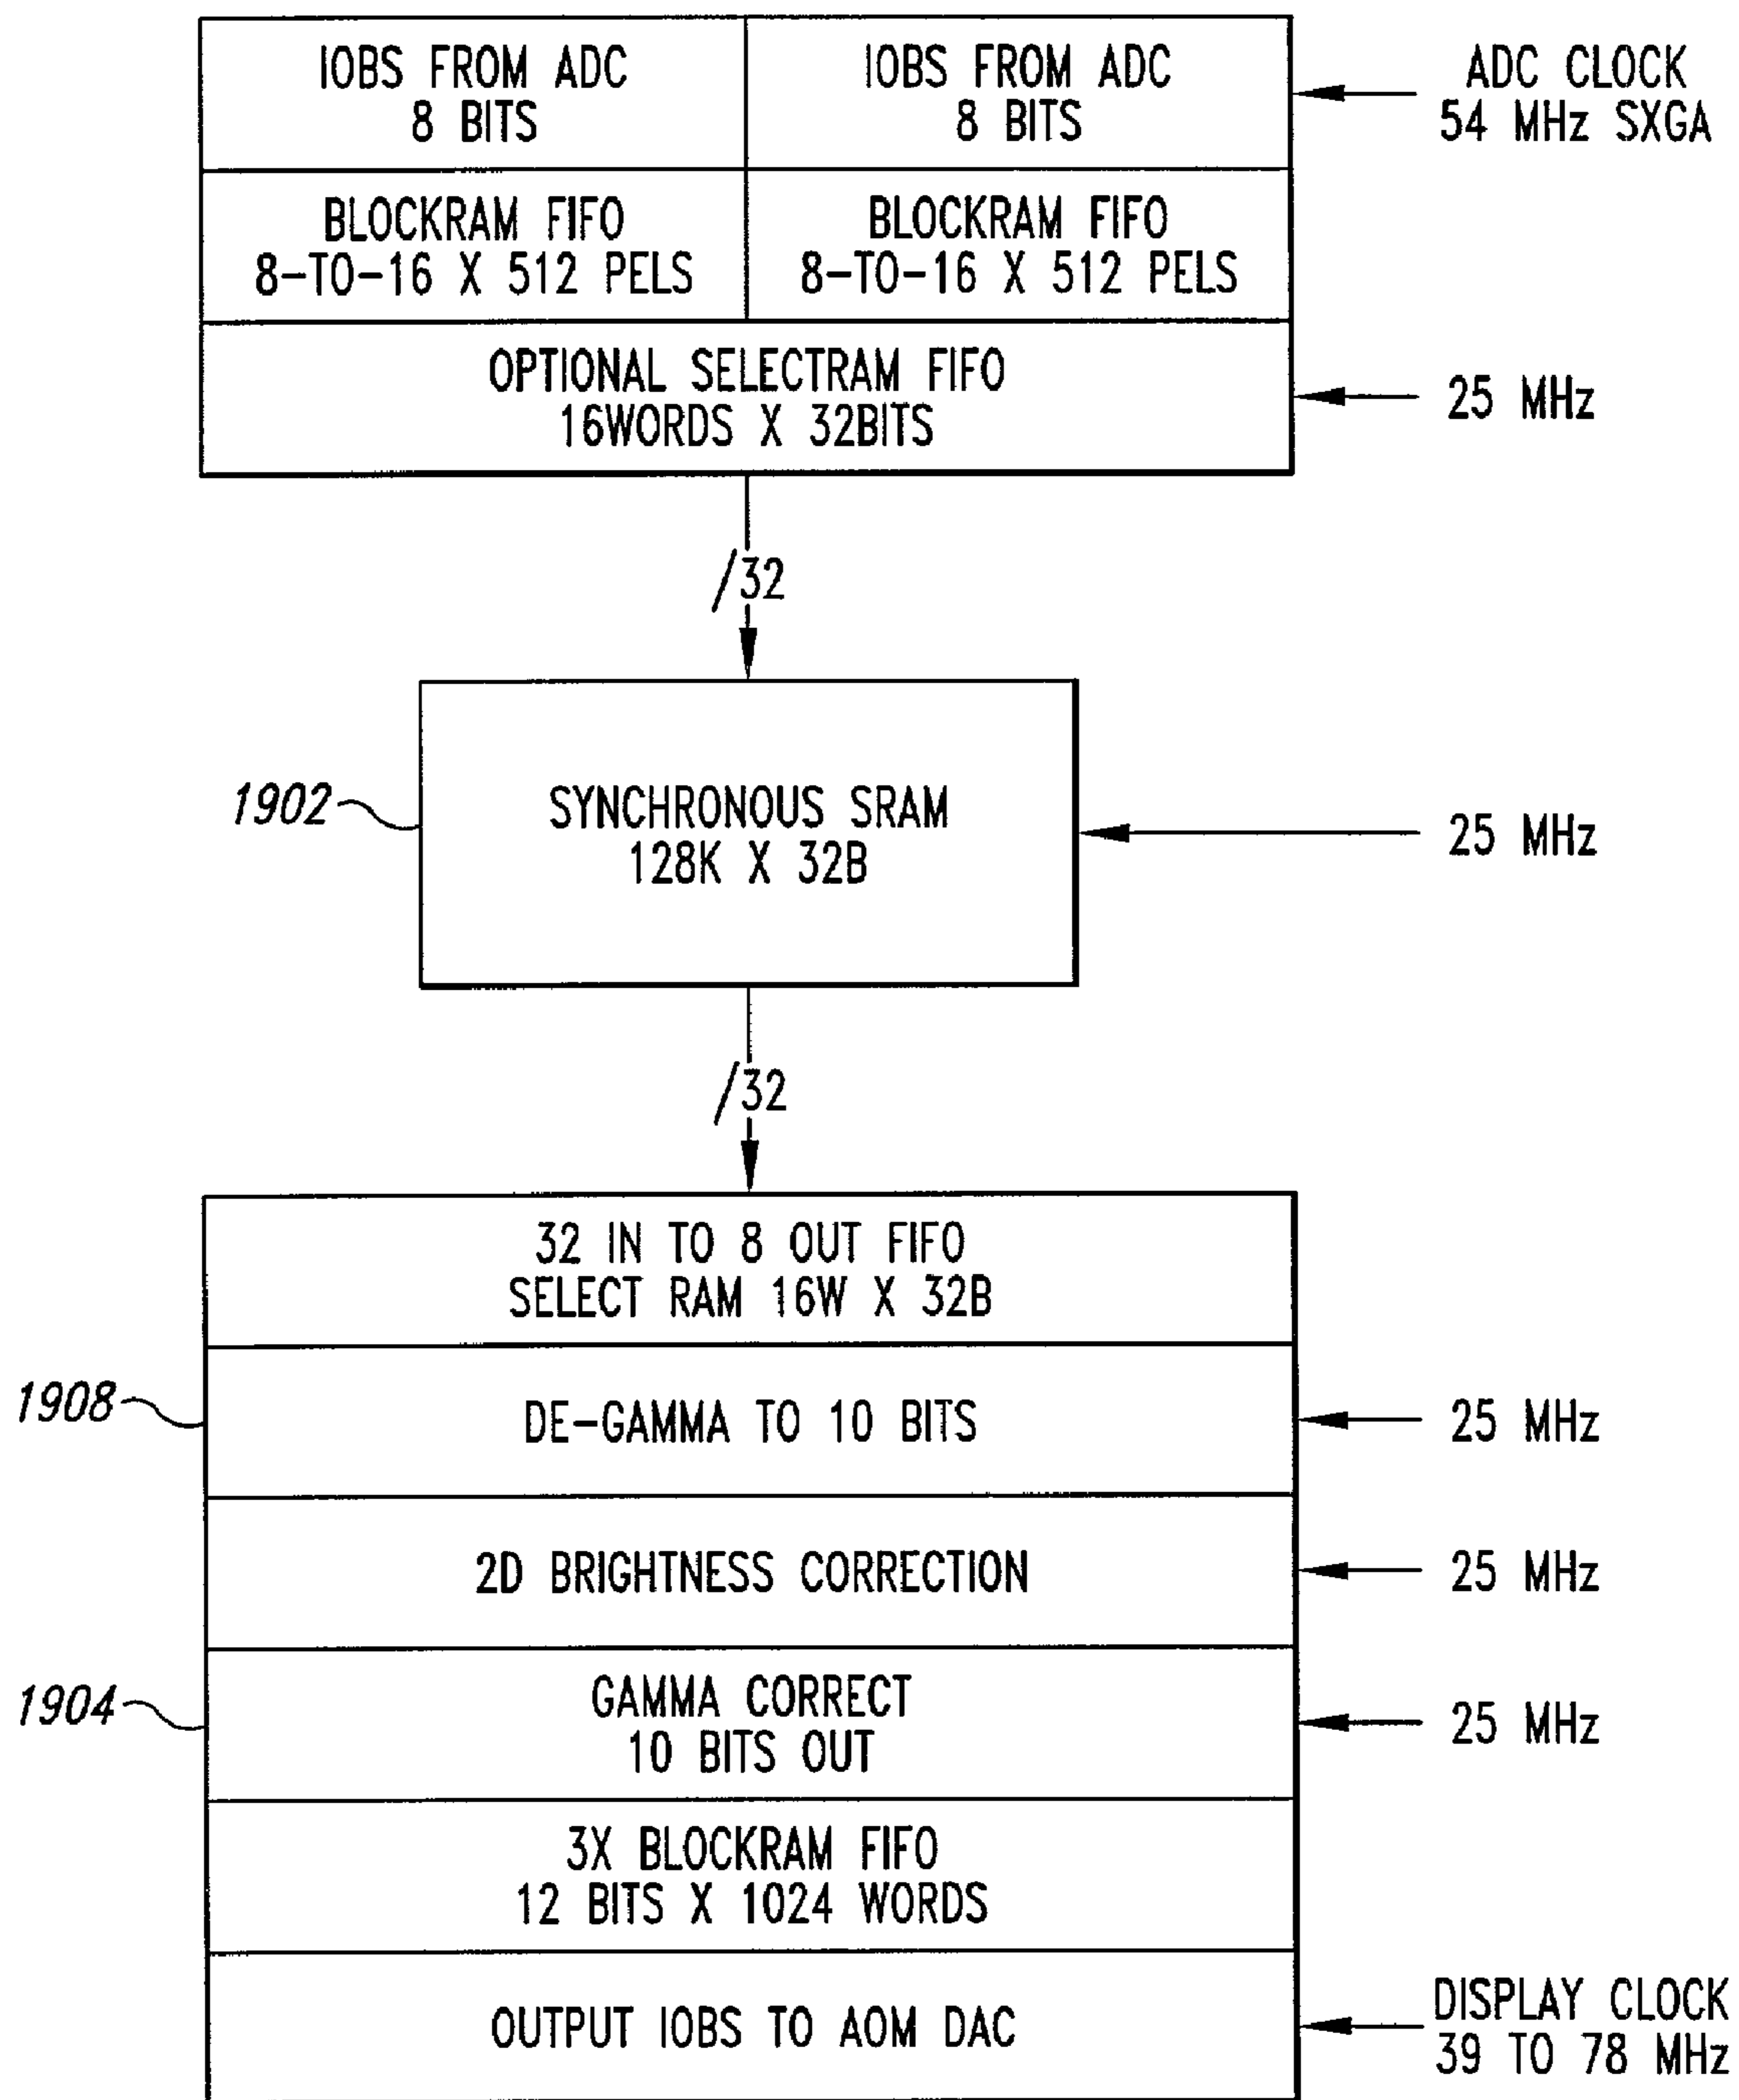 IOBS FROM ADC
8 BITS
IOBS FROM ADC
8 BITS
ADC CLOCK
54 MHz SXGA
BLOCKRAM FIFO
8-TO-16 X 512 PELS
BLOCKRAM FIFO
8-TO-16 X 512 PELS
OPTIONAL SELECTRAM FIFO
16WORDS X 32BITS
25 MHz
/32
1902
SYNCHRONOUS SRAM
128K X 32B
25 MHz
/32
32 IN TO 8 OUT FIFO
SELECT RAM 16W X 32B
1908
DE-GAMMA TO 10 BITS
25 MHz
2D BRIGHTNESS CORRECTION
25 MHz
1904
GAMMA CORRECT
10 BITS OUT
25 MHz
3X BLOCKRAM FIFO
12 BITS X 1024 WORDS
OUTPUT IOBS TO AOM DAC
DISPLAY CLOCK
39 TO 78 MHz